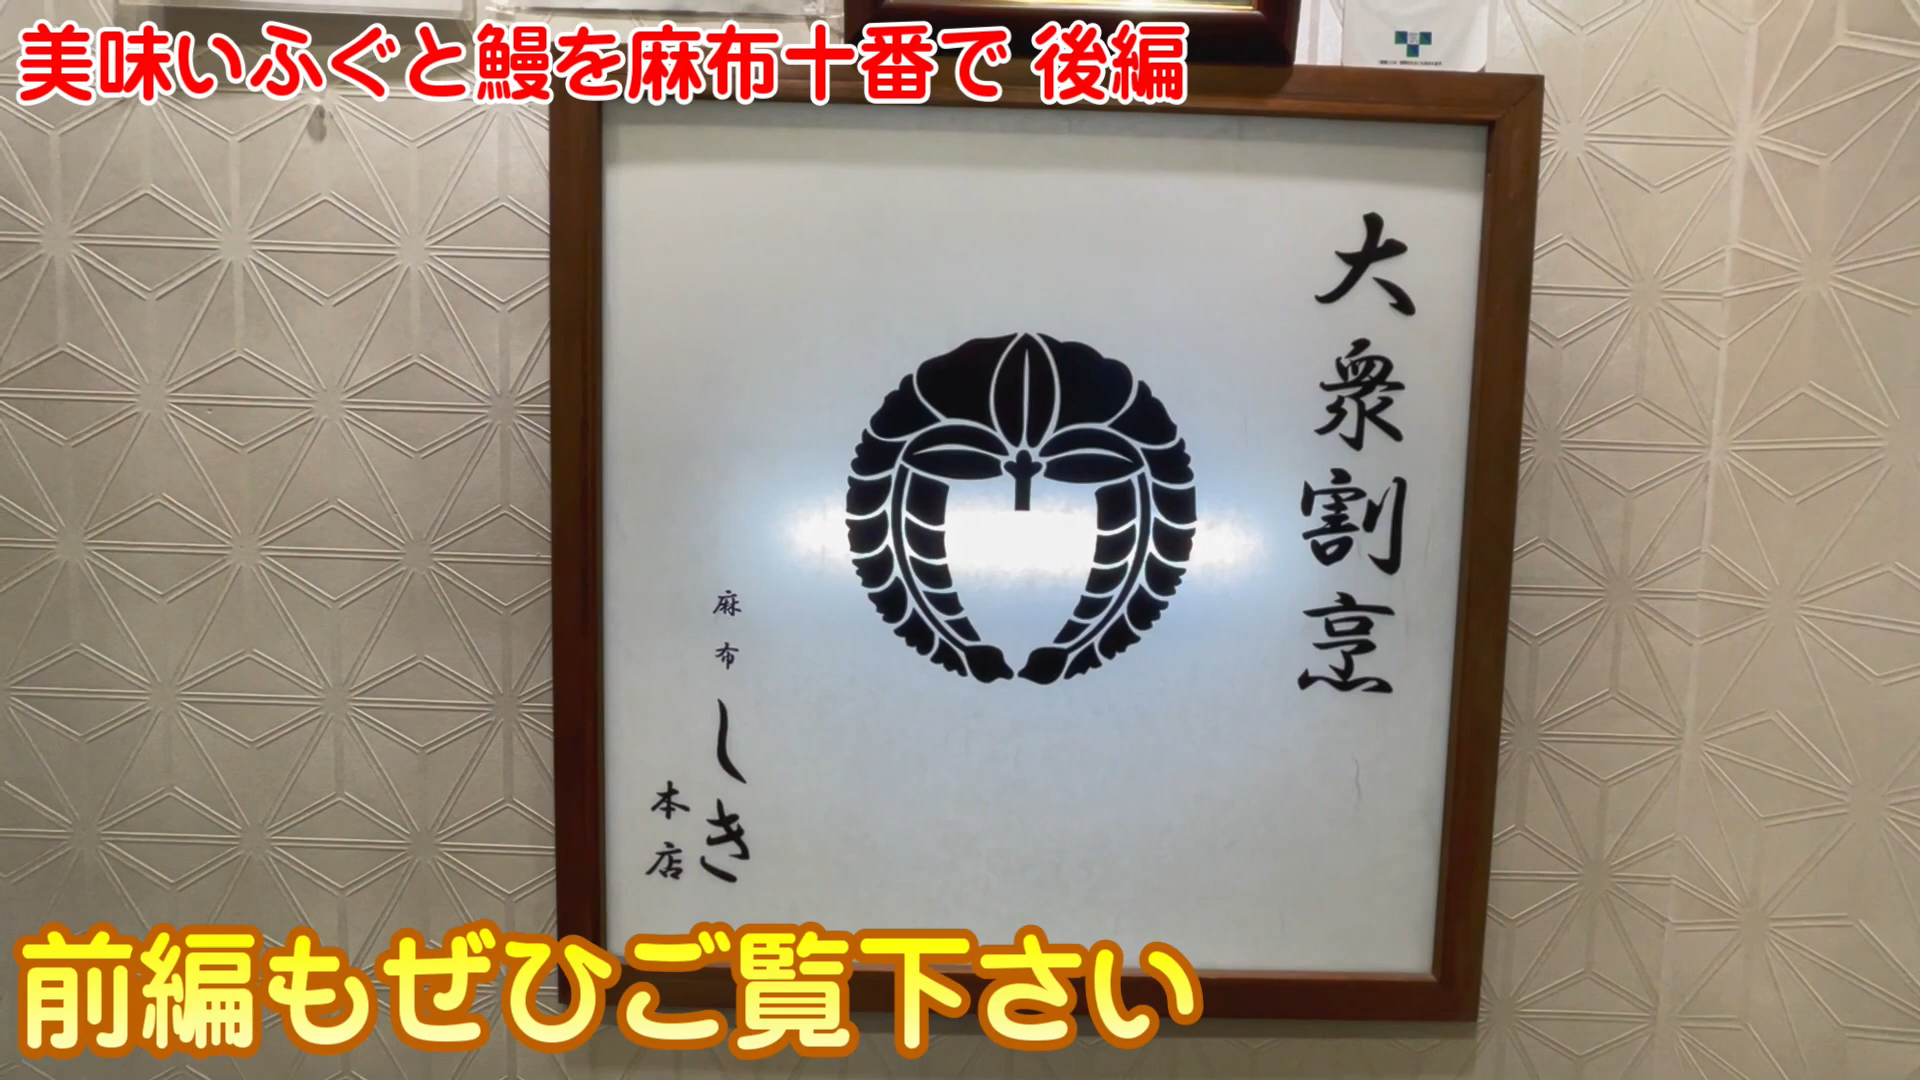 美味いふぐと鰻を麻布十番で 後編
大衆割烹
麻布 しき
本店
前編もぜひご覧下さい